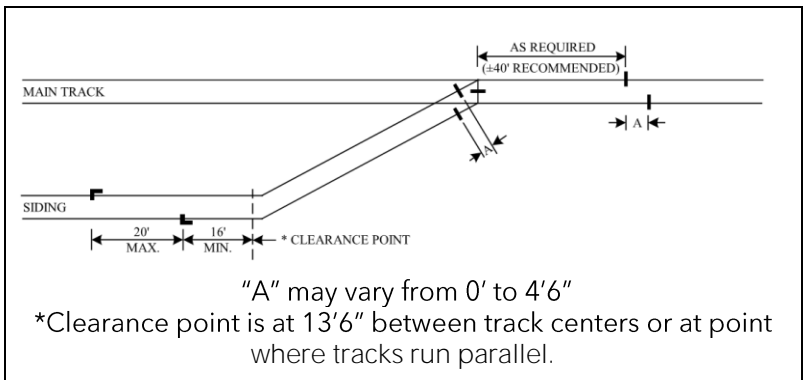 AS REQUIRED
(±40' RECOMMENDED)
MAIN TRACK
A
A
SIDING
20'
MAX.
16'
MIN.
* CLEARANCE POINT
“A” may vary from 0’ to 4’6”
*Clearance point is at 13’6” between track centers or at point
where tracks run parallel.